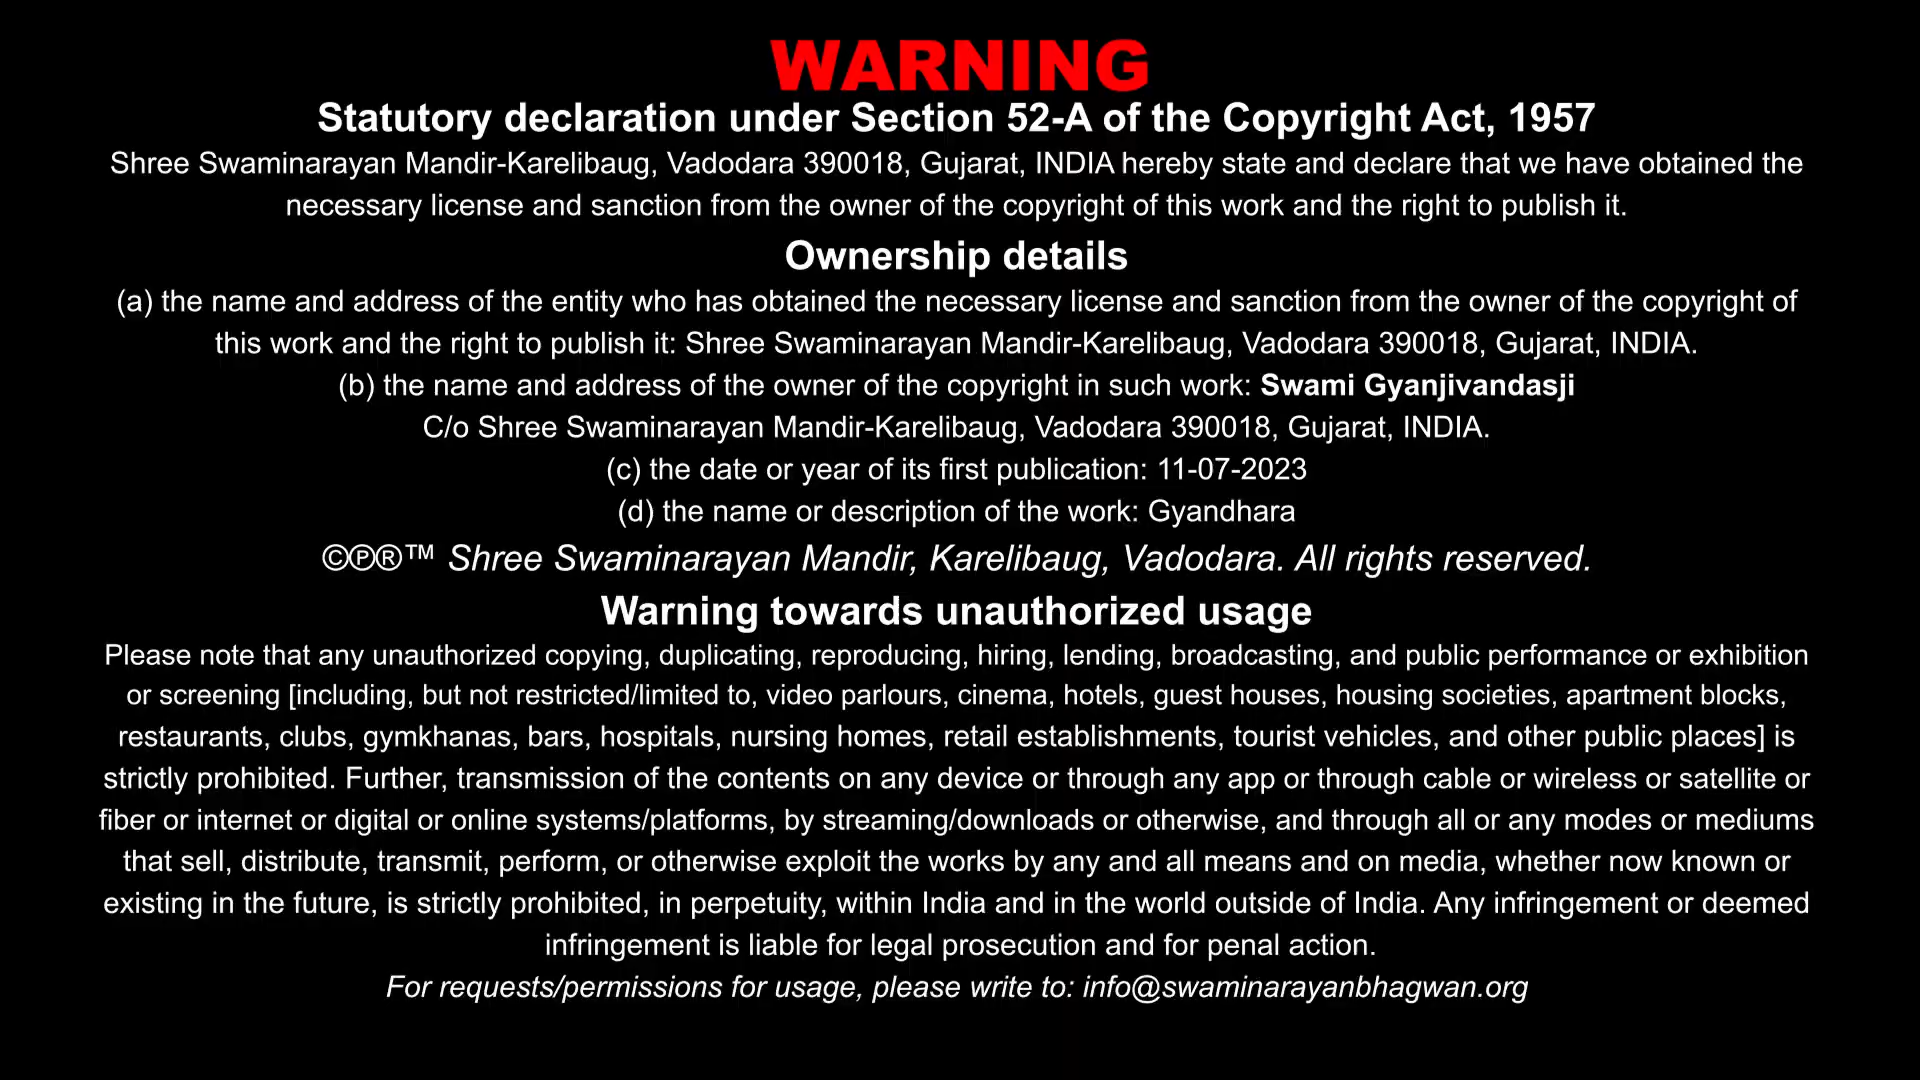 WARNING
Statutory declaration under Section 52-A of the Copyright Act, 1957
Shree Swaminarayan Mandir-Karelibaug, Vadodara 390018, Gujarat, INDIA hereby state and declare that we have obtained the
necessary license and sanction from the owner of the copyright of this work and the right to publish it.
Ownership details
(a) the name and address of the entity who has obtained the necessary license and sanction from the owner of the copyright of
this work and the right to publish it: Shree Swaminarayan Mandir-Karelibaug, Vadodara 390018, Gujarat, INDIA.
(b) the name and address of the owner of the copyright in such work: Swami Gyanjivandasji
C/o Shree Swaminarayan Mandir-Karelibaug, Vadodara 390018, Gujarat, INDIA.
(c) the date or year of its first publication: 11-07-2023
(d) the name or description of the work: Gyandhara
©℗®™ Shree Swaminarayan Mandir, Karelibaug, Vadodara. All rights reserved.
Warning towards unauthorized usage
Please note that any unauthorized copying, duplicating, reproducing, hiring, lending, broadcasting, and public performance or exhibition
or screening [including, but not restricted/limited to, video parlours, cinema, hotels, guest houses, housing societies, apartment blocks,
restaurants, clubs, gymkhanas, bars, hospitals, nursing homes, retail establishments, tourist vehicles, and other public places] is
strictly prohibited. Further, transmission of the contents on any device or through any app or through cable or wireless or satellite or
fiber or internet or digital or online systems/platforms, by streaming/downloads or otherwise, and through all or any modes or mediums
that sell, distribute, transmit, perform, or otherwise exploit the works by any and all means and on media, whether now known or
existing in the future, is strictly prohibited, in perpetuity, within India and in the world outside of India. Any infringement or deemed
infringement is liable for legal prosecution and for penal action.
For requests/permissions for usage, please write to: info@swaminarayanbhagwan.org